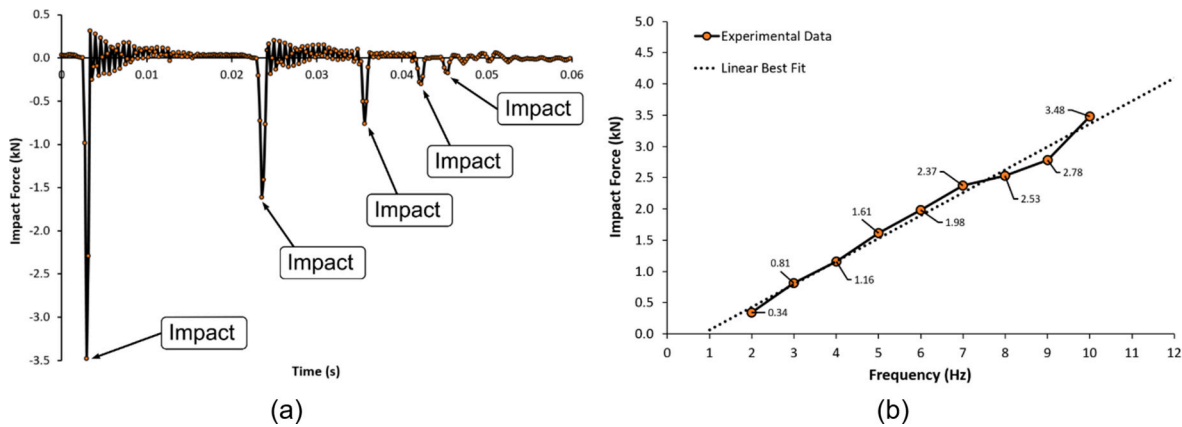 0.5
0.0
-0.5
-1.0
-1.5
-2.0
-2.5
-3.0
-3.5
Impact Force (kN)
0
0.01
0.02
0.03
0.04
0.05
0.06
Time (s)
Impact
Impact
Impact
Impact
Impact
(a)
5.0
4.5
4.0
3.5
3.0
2.5
2.0
1.5
1.0
0.5
0.0
Impact Force (kN)
Experimental Data
Linear Best Fit
0.34
0.81
1.16
1.61
1.98
2.37
2.53
2.78
3.48
0 1 2 3 4 5 6 7 8 9 10 11 12
Frequency (Hz)
(b)